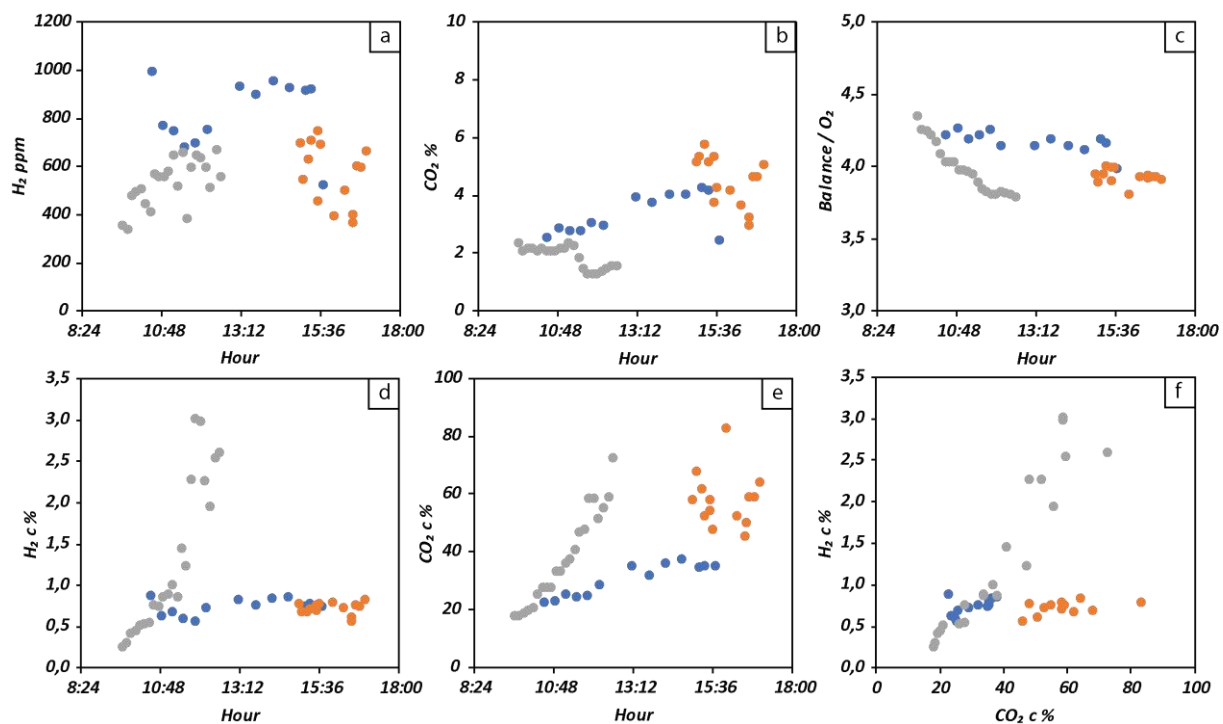 1200
1000
800
600
400
200
0
H₂ ppm
8:24 10:48 13:12 15:36 18:00
Hour
a
10
8
6
4
2
0
CO₂ %
8:24 10:48 13:12 15:36 18:00
Hour
b
5,0
4,5
4,0
3,5
3,0
Balance / O₂
8:24 10:48 13:12 15:36 18:00
Hour
c
3,5
3,0
2,5
2,0
1,5
1,0
0,5
0,0
H₂ c %
8:24 10:48 13:12 15:36 18:00
Hour
d
100
80
60
40
20
0
CO₂ c %
8:24 10:48 13:12 15:36 18:00
Hour
e
3,5
3,0
2,5
2,0
1,5
1,0
0,5
0,0
H₂ c %
0 20 40 60 80 100
CO₂ c %
f